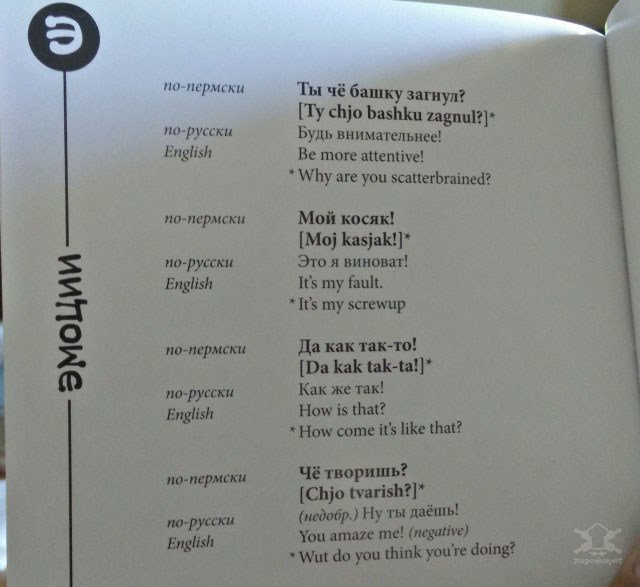 э
эмоции
по-пермски Ты чё башку загнул?
[Ty chjo bashku zagnul?]*
по-русски Будь внимательнее!
English Be more attentive!
* Why are you scatterbrained?
по-пермски Мой косяк!
[Moj kasjak!]*
по-русски Это я виноват!
English It's my fault.
* It's my screwup
по-пермски Да как так-то!
[Da kak tak-ta!]*
по-русски Как же так!
English How is that?
* How come it's like that?
по-пермски Чё творишь?
[Chjo tvarish?]*
по-русски (недобр.) Ну ты даёшь!
English You amaze me! (negative)
* Wut do you think you're doing?